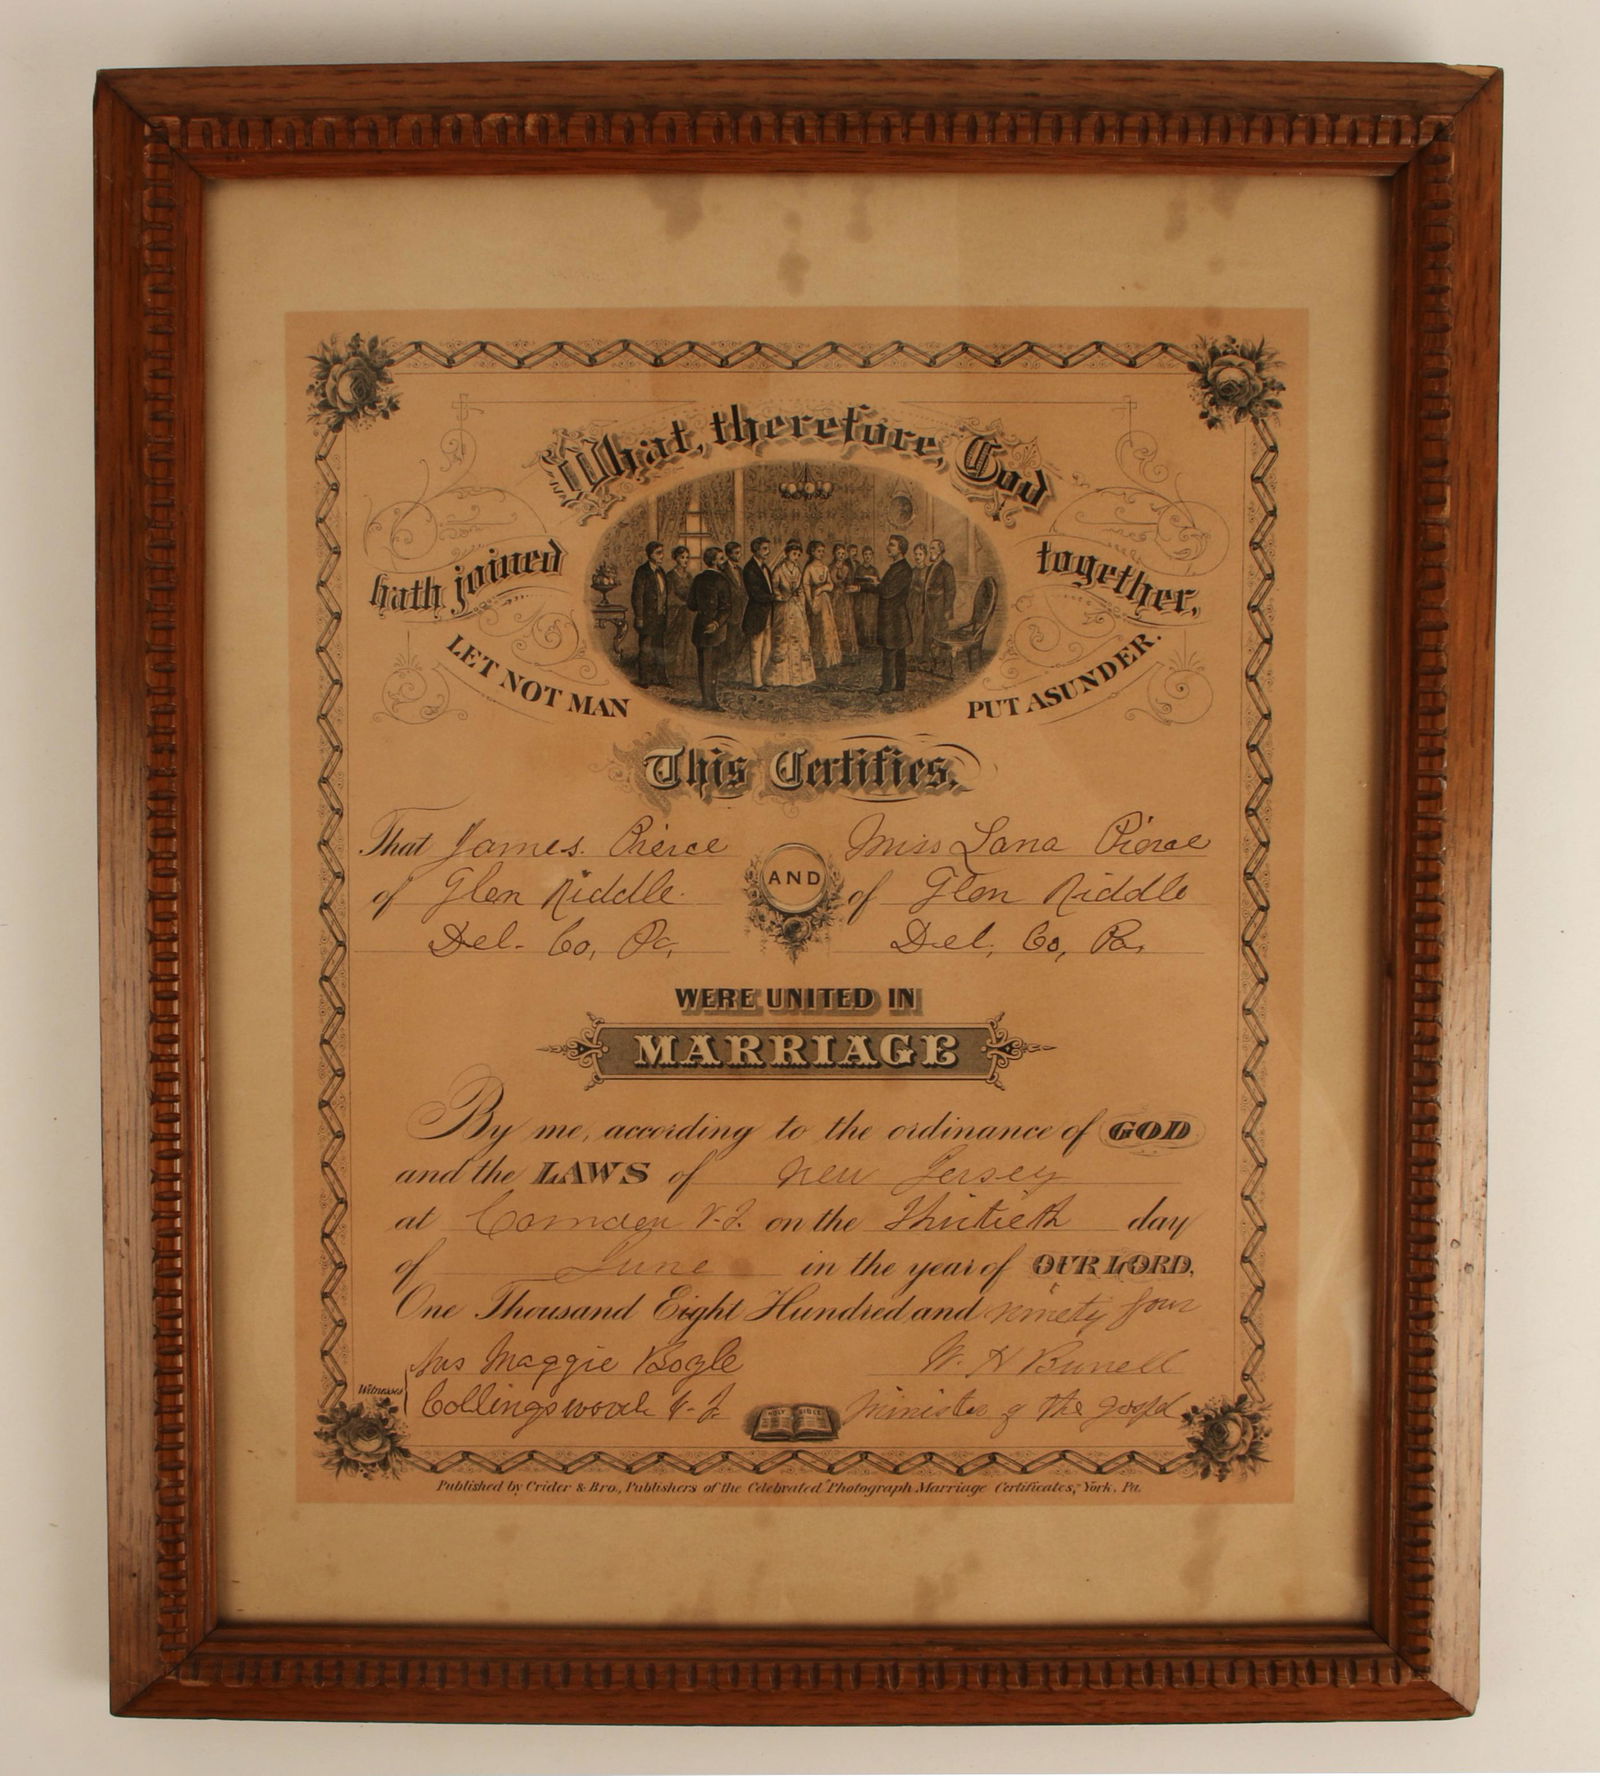 What, therefore, God
hath joined together,
LET NOT MAN PUT ASUNDER.
This Certifies,
That James. Pierce AND Miss Lana Pierce
of Glen Riddle. of Glen Riddle
Del. Co, Pa, Del, Co, Pa,
WERE UNITED IN
MARRIAGE
By me, according to the ordinance of GOD
and the LAWS of New Jersey
at Camden N.J. on the Thirtieth day
of June in the year of OUR LORD,
One Thousand Eight Hundred and ninety four
Mrs Maggie Bogle W. H Burrell
Witnesses Collingswood N.J. HOLY BIBLE Minister of the gospel
Published by Crider & Bro., Publishers of the Celebrated "Photograph Marriage Certificates," York, Pa.